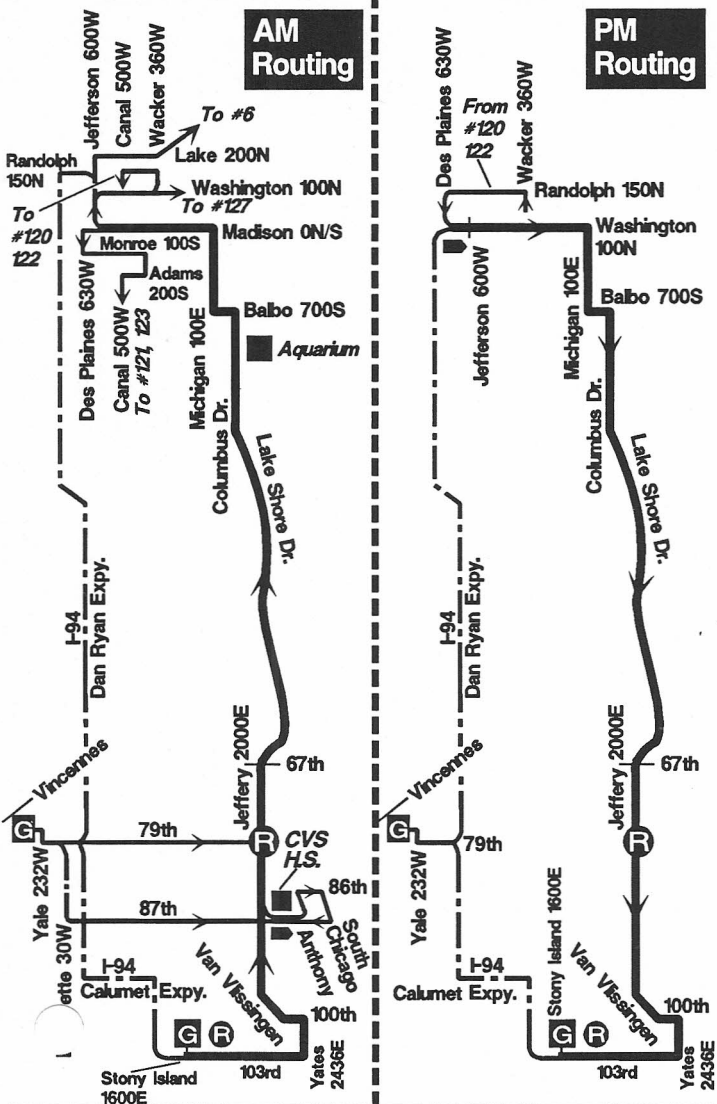 AM
Routing
Jefferson 600W
Canal 500W
Wacker 360W
To #6
Lake 200N
Randolph
150N
Washington 100N
To #127
To
#120
122
Madison 0N/S
Monroe 100S
Adams
200S
Des Plaines 630W
Canal 500W
To #121, 123
Michigan 100E
Balbo 700S
Aquarium
Columbus Dr.
Lake Shore Dr.
I-94
Dan Ryan Expy.
Jeffery 2000E
67th
Vincennes
G
79th
R
CVS
H.S.
Yale 232W
86th
87th
South
Chicago
Anthony
ette 30W
I-94
Calumet Expy.
Van Vlissingen
100th
G
R
103rd
Yates
2436E
Stony Island
1600E
PM
Routing
Des Plaines 630W
From
#120
122
Wacker 360W
Randolph 150N
Washington
100N
Jefferson 600W
Michigan 100E
Balbo 700S
Columbus Dr.
Lake Shore Dr.
Jeffery 2000E
67th
Vincennes
G
79th
R
Yale 232W
I-94
Calumet Expy.
Stony Island 1600E
Van Vlissingen
100th
G
R
103rd
Yates
2436E